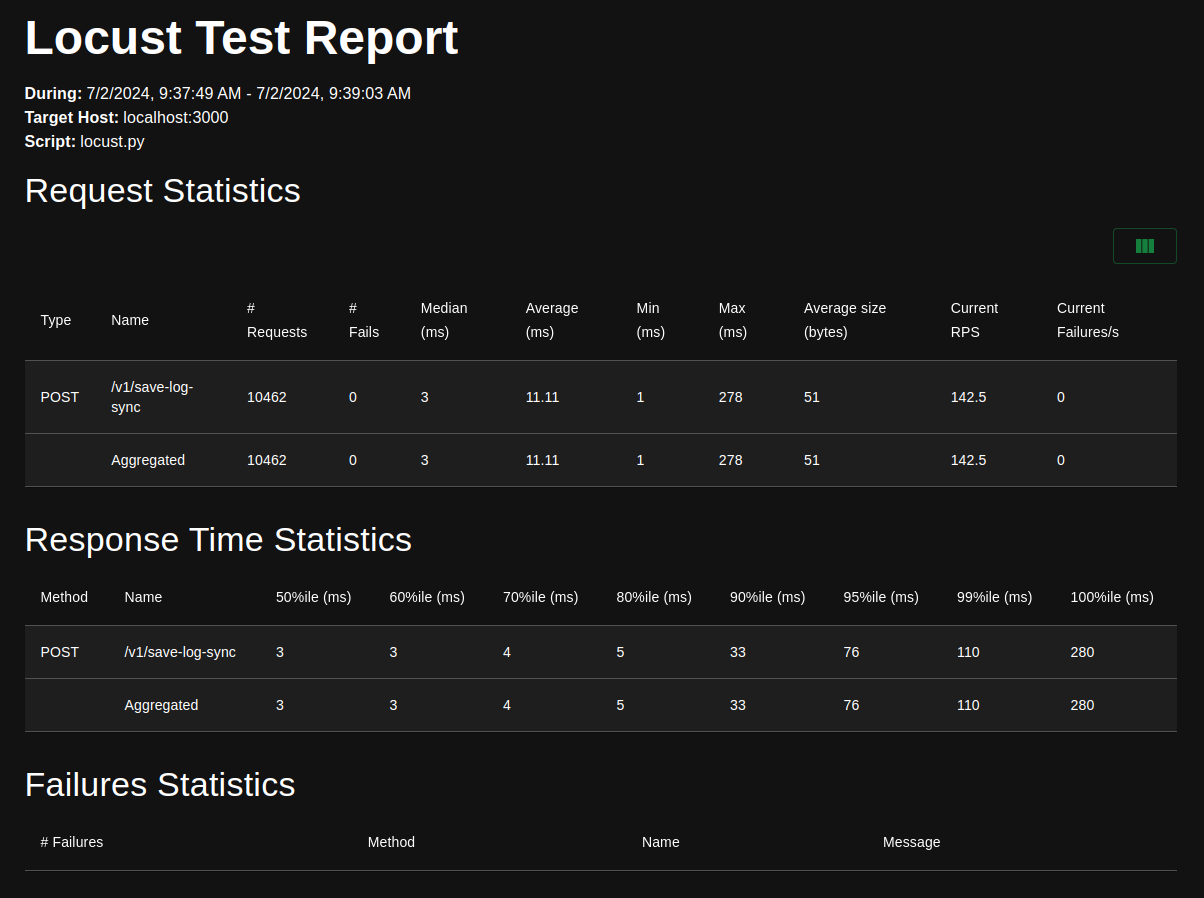 Locust Test Report
During: 7/2/2024, 9:37:49 AM - 7/2/2024, 9:39:03 AM
Target Host: localhost:3000
Script: locust.py
Request Statistics
Type Name # Requests # Fails Median (ms) Average (ms) Min (ms) Max (ms) Average size (bytes) Current RPS Current Failures/s
POST /v1/save-log-sync 10462 0 3 11.11 1 278 51 142.5 0
Aggregated 10462 0 3 11.11 1 278 51 142.5 0
Response Time Statistics
Method Name 50%ile (ms) 60%ile (ms) 70%ile (ms) 80%ile (ms) 90%ile (ms) 95%ile (ms) 99%ile (ms) 100%ile (ms)
POST /v1/save-log-sync 3 3 4 5 33 76 110 280
Aggregated 3 3 4 5 33 76 110 280
Failures Statistics
# Failures Method Name Message